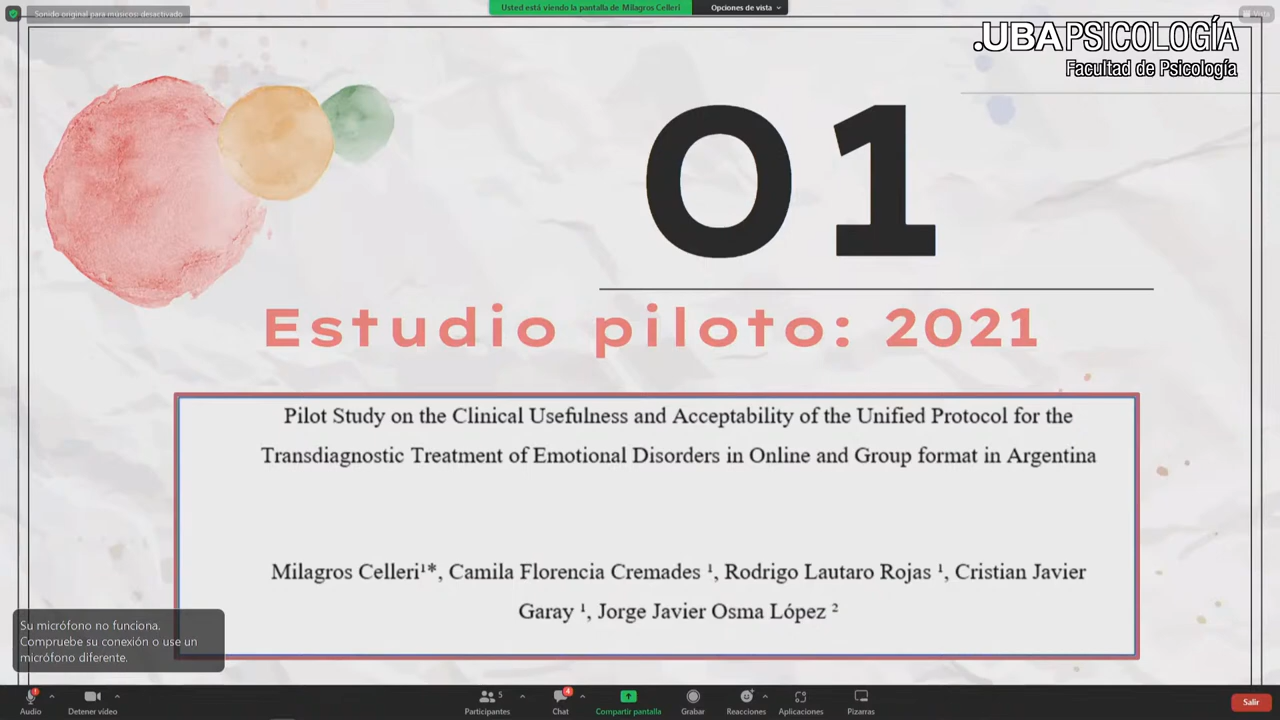 Sonido original para músicos: desactivado
Usted está viendo la pantalla de Milagros Celleri
Opciones de vista
Vista
.UBAPSICOLOGÍA
Facultad de Psicología
01
Estudio piloto: 2021
Pilot Study on the Clinical Usefulness and Acceptability of the Unified Protocol for the
Transdiagnostic Treatment of Emotional Disorders in Online and Group format in Argentina
Milagros Celleri¹*, Camila Florencia Cremades ¹, Rodrigo Lautaro Rojas ¹, Cristian Javier
Garay ¹, Jorge Javier Osma López ²
Su micrófono no funciona.
Compruebe su conexión o use un
micrófono diferente.
Audio
Detener video
Participantes
5
Chat
4
Compartir pantalla
Grabar
Reacciones
Aplicaciones
Pizarras
Salir